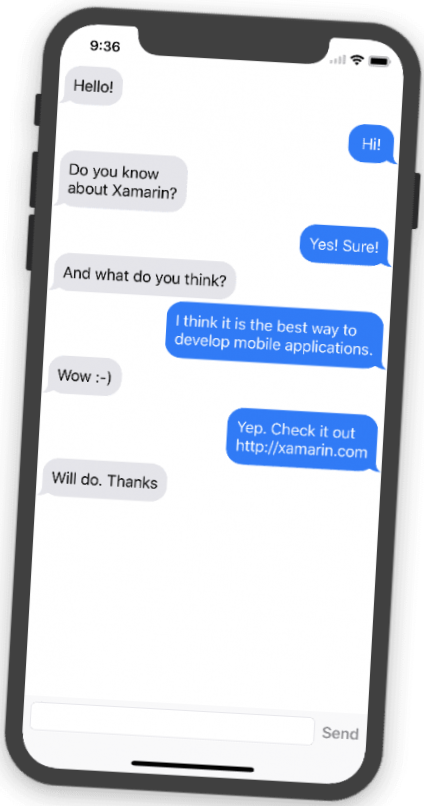 9:36
Hello!
Hi!
Do you know
about Xamarin?
Yes! Sure!
And what do you think?
I think it is the best way to
develop mobile applications.
Wow :-)
Yep. Check it out
http://xamarin.com
Will do. Thanks
Send